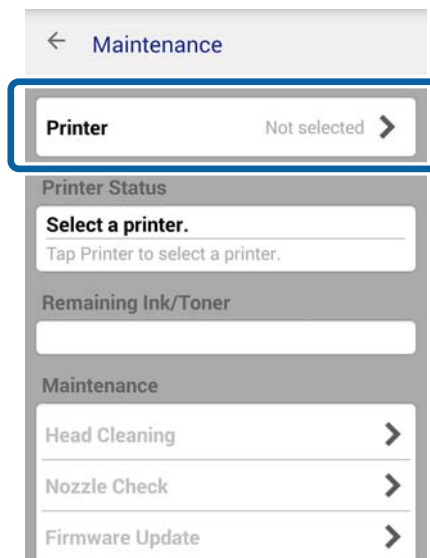 Maintenance
Printer Not selected
Printer Status
Select a printer.
Tap Printer to select a printer.
Remaining Ink/Toner
Maintenance
Head Cleaning
Nozzle Check
Firmware Update